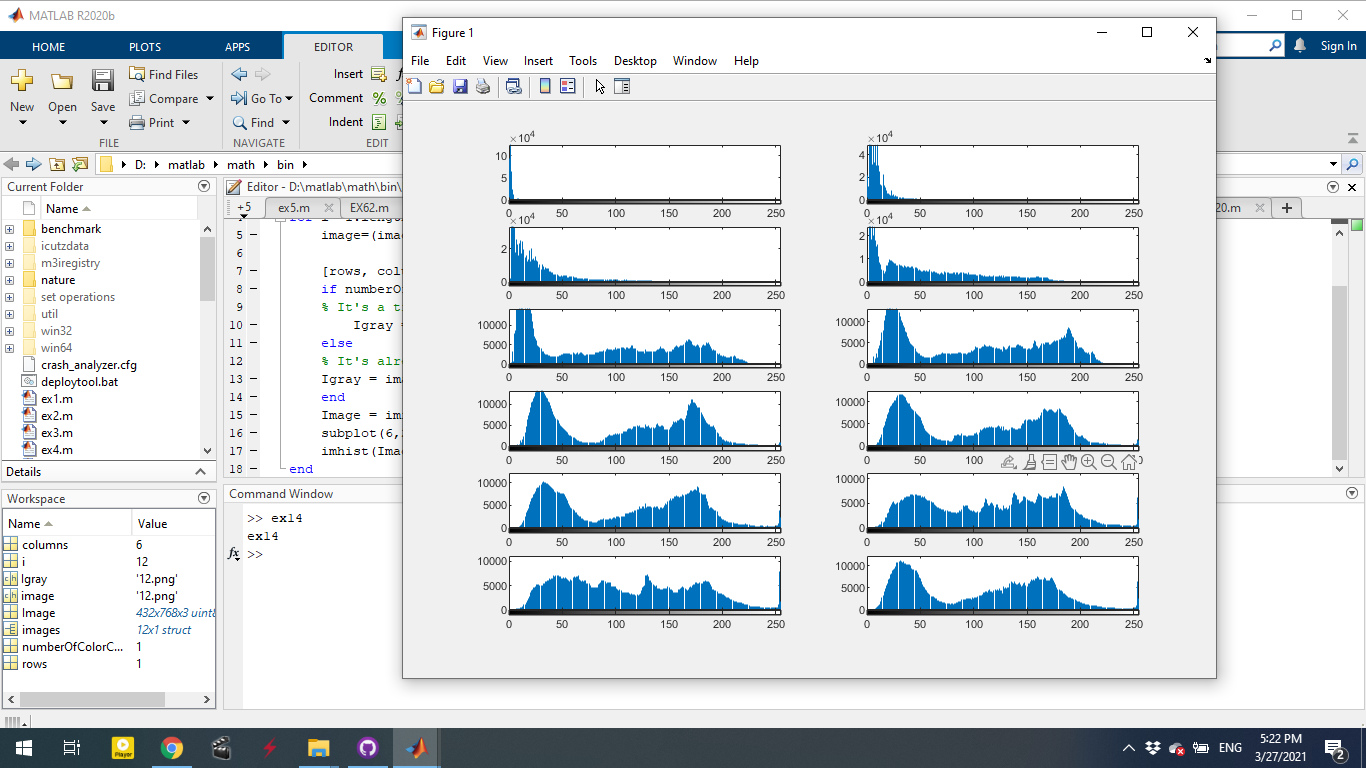 MATLAB R2020b
Figure 1
HOME PLOTS APPS EDITOR
Sign In
File Edit View Insert Tools Desktop Window Help
New Open Save
Find Files
Compare
Print
Go To
Find
Insert
Comment
Indent
FILE NAVIGATE EDIT
D: matlab math bin
Current Folder
Name
benchmark
icutzdata
m3iregistry
nature
set operations
util
win32
win64
crash_analyzer.cfg
deploytool.bat
ex1.m
ex2.m
ex3.m
ex4.m
Details
Workspace
Name Value
columns 6
i 12
Igray '12.png'
image '12.png'
Image 432x768x3 uint8
images 12x1 struct
numberOfColorC... 1
rows 1
Editor - D:\matlab\math\bin\
+5 ex5.m EX62.m 20.m
5 image=(ima
6
7 [rows, colu
8 if numberO
9 % It's a t
10 Igray =
11 else
12 % It's alr
13 Igray = ima
14 end
15 Image = im
16 subplot(6,
17 imhist(Ima
18 end
Command Window
>> ex14
ex14
fx >>
×10^4
10
5
0
0 50 100 150 200 250
×10^4
4
2
0
0 50 100 150 200 250
×10^4
2
0
0 50 100 150 200 250
×10^4
2
1
0
0 50 100 150 200 250
10000
5000
0
0 50 100 150 200 250
10000
5000
0
0 50 100 150 200 250
10000
5000
0
0 50 100 150 200 250
10000
5000
0
0 50 100
10000
5000
0
0 50 100 150 200 250
10000
5000
0
0 50 100 150 200 250
10000
5000
0
0 50 100 150 200 250
10000
5000
0
0 50 100 150 200 250
Player
ENG
5:22 PM
3/27/2021
2